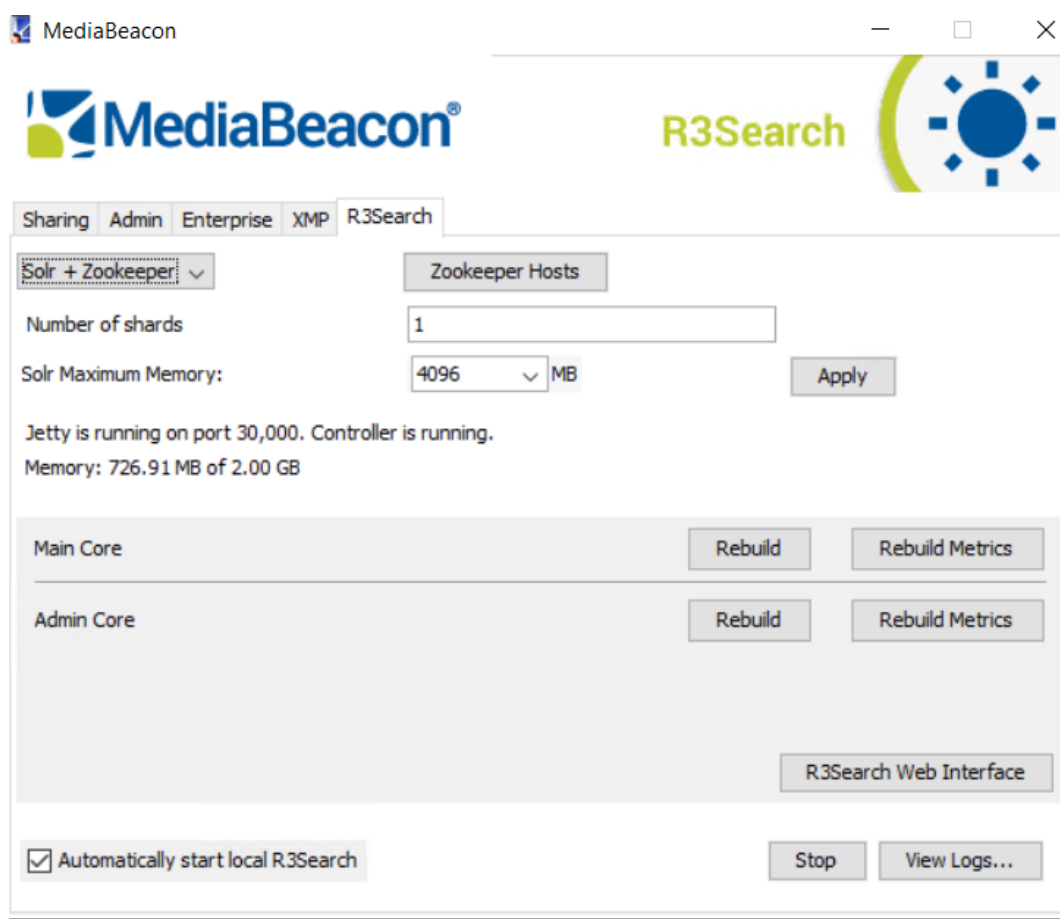 MediaBeacon
MediaBeacon®
R3Search
Sharing Admin Enterprise XMP R3Search
Solr + Zookeeper Zookeeper Hosts
Number of shards 1
Solr Maximum Memory: 4096 MB Apply
Jetty is running on port 30,000. Controller is running.
Memory: 726.91 MB of 2.00 GB
Main Core Rebuild Rebuild Metrics
Admin Core Rebuild Rebuild Metrics
R3Search Web Interface
Automatically start local R3Search Stop View Logs...